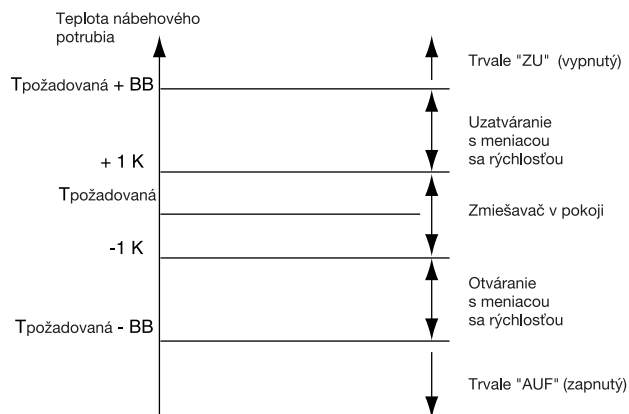 Teplota nábehového
potrubia
Trvale "ZU" (vypnutý)
Tpožadovaná + BB
Uzatváranie
s meniacou
sa rýchlosťou
+ 1 K
Tpožadovaná
Zmiešavač v pokoji
-1 K
Otváranie
s meniacou
sa rýchlosťou
Tpožadovaná - BB
Trvale "AUF" (zapnutý)